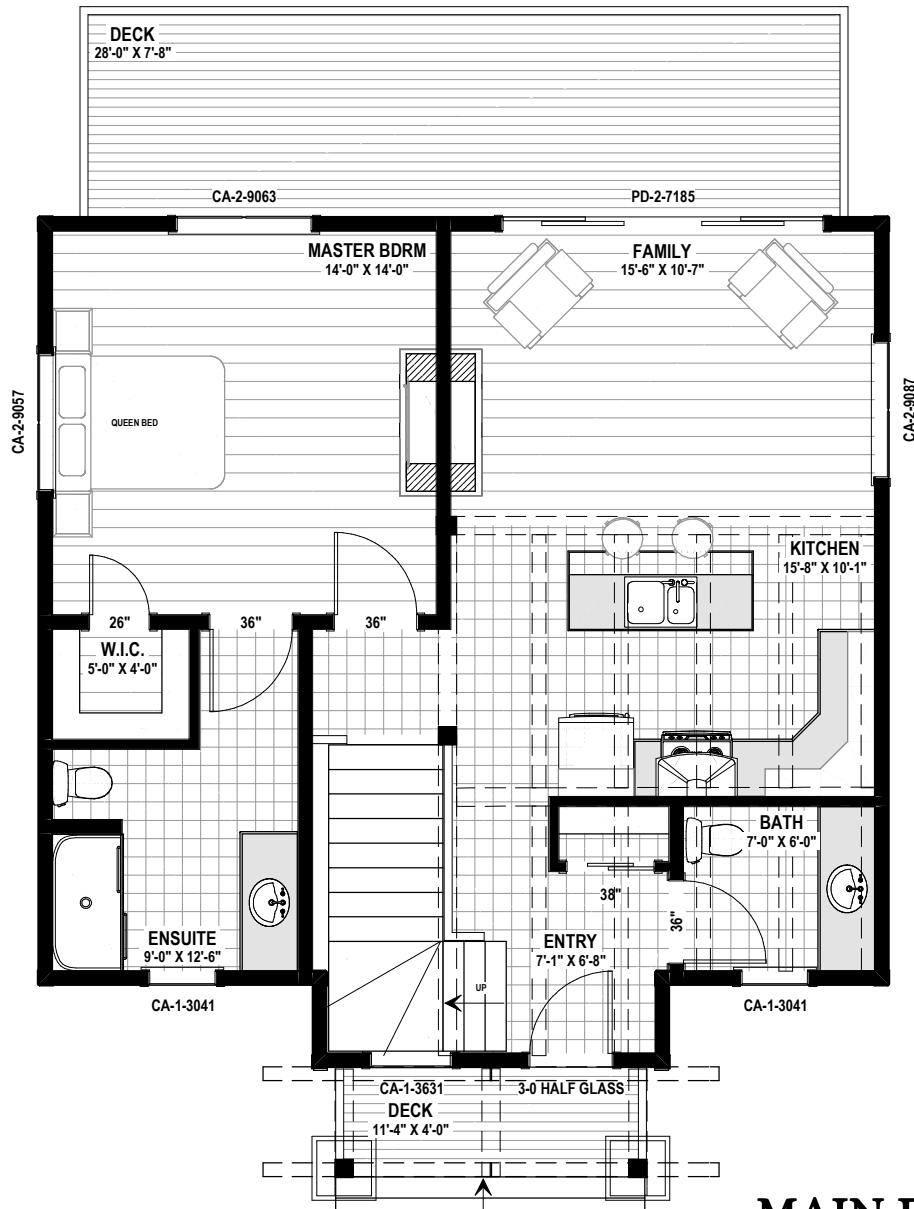 DECK
28'-0" X 7'-8"
CA-2-9063
PD-2-7185
MASTER BDRM
14'-0" X 14'-0"
FAMILY
15'-6" X 10'-7"
CA-2-9057
QUEEN BED
CA-2-9087
KITCHEN
15'-8" X 10'-1"
26"
36"
36"
W.I.C.
5'-0" X 4'-0"
BATH
7'-0" X 6'-0"
38"
36"
ENSUITE
9'-0" X 12'-6"
ENTRY
7'-1" X 6'-8"
UP
CA-1-3041
CA-1-3041
CA-1-3631
3-0 HALF GLASS
DECK
11'-4" X 4'-0"
MAIN